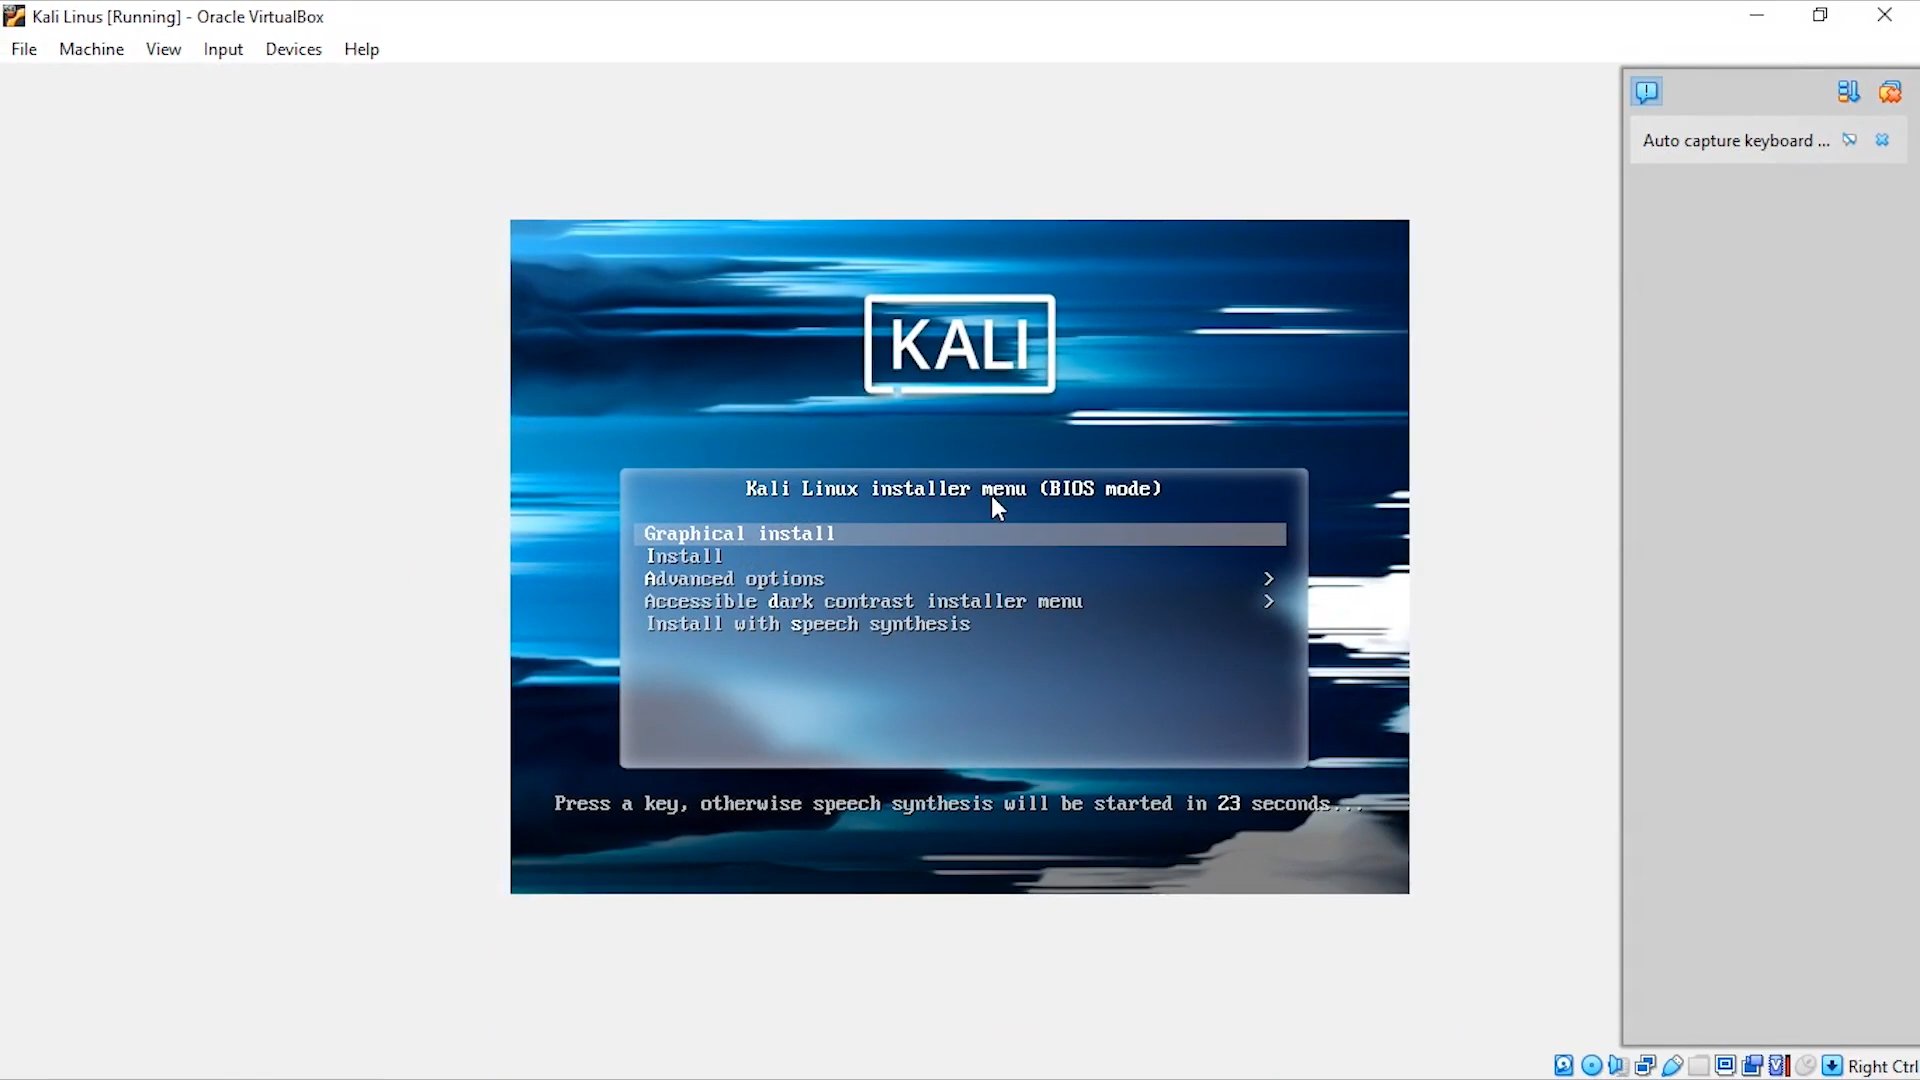 Kali Linus [Running] - Oracle VirtualBox
File Machine View Input Devices Help
Auto capture keyboard ...
KALI
Kali Linux installer menu (BIOS mode)
Graphical install
Install
Advanced options >
Accessible dark contrast installer menu >
Install with speech synthesis
Press a key, otherwise speech synthesis will be started in 23 seconds...
Right Ctrl